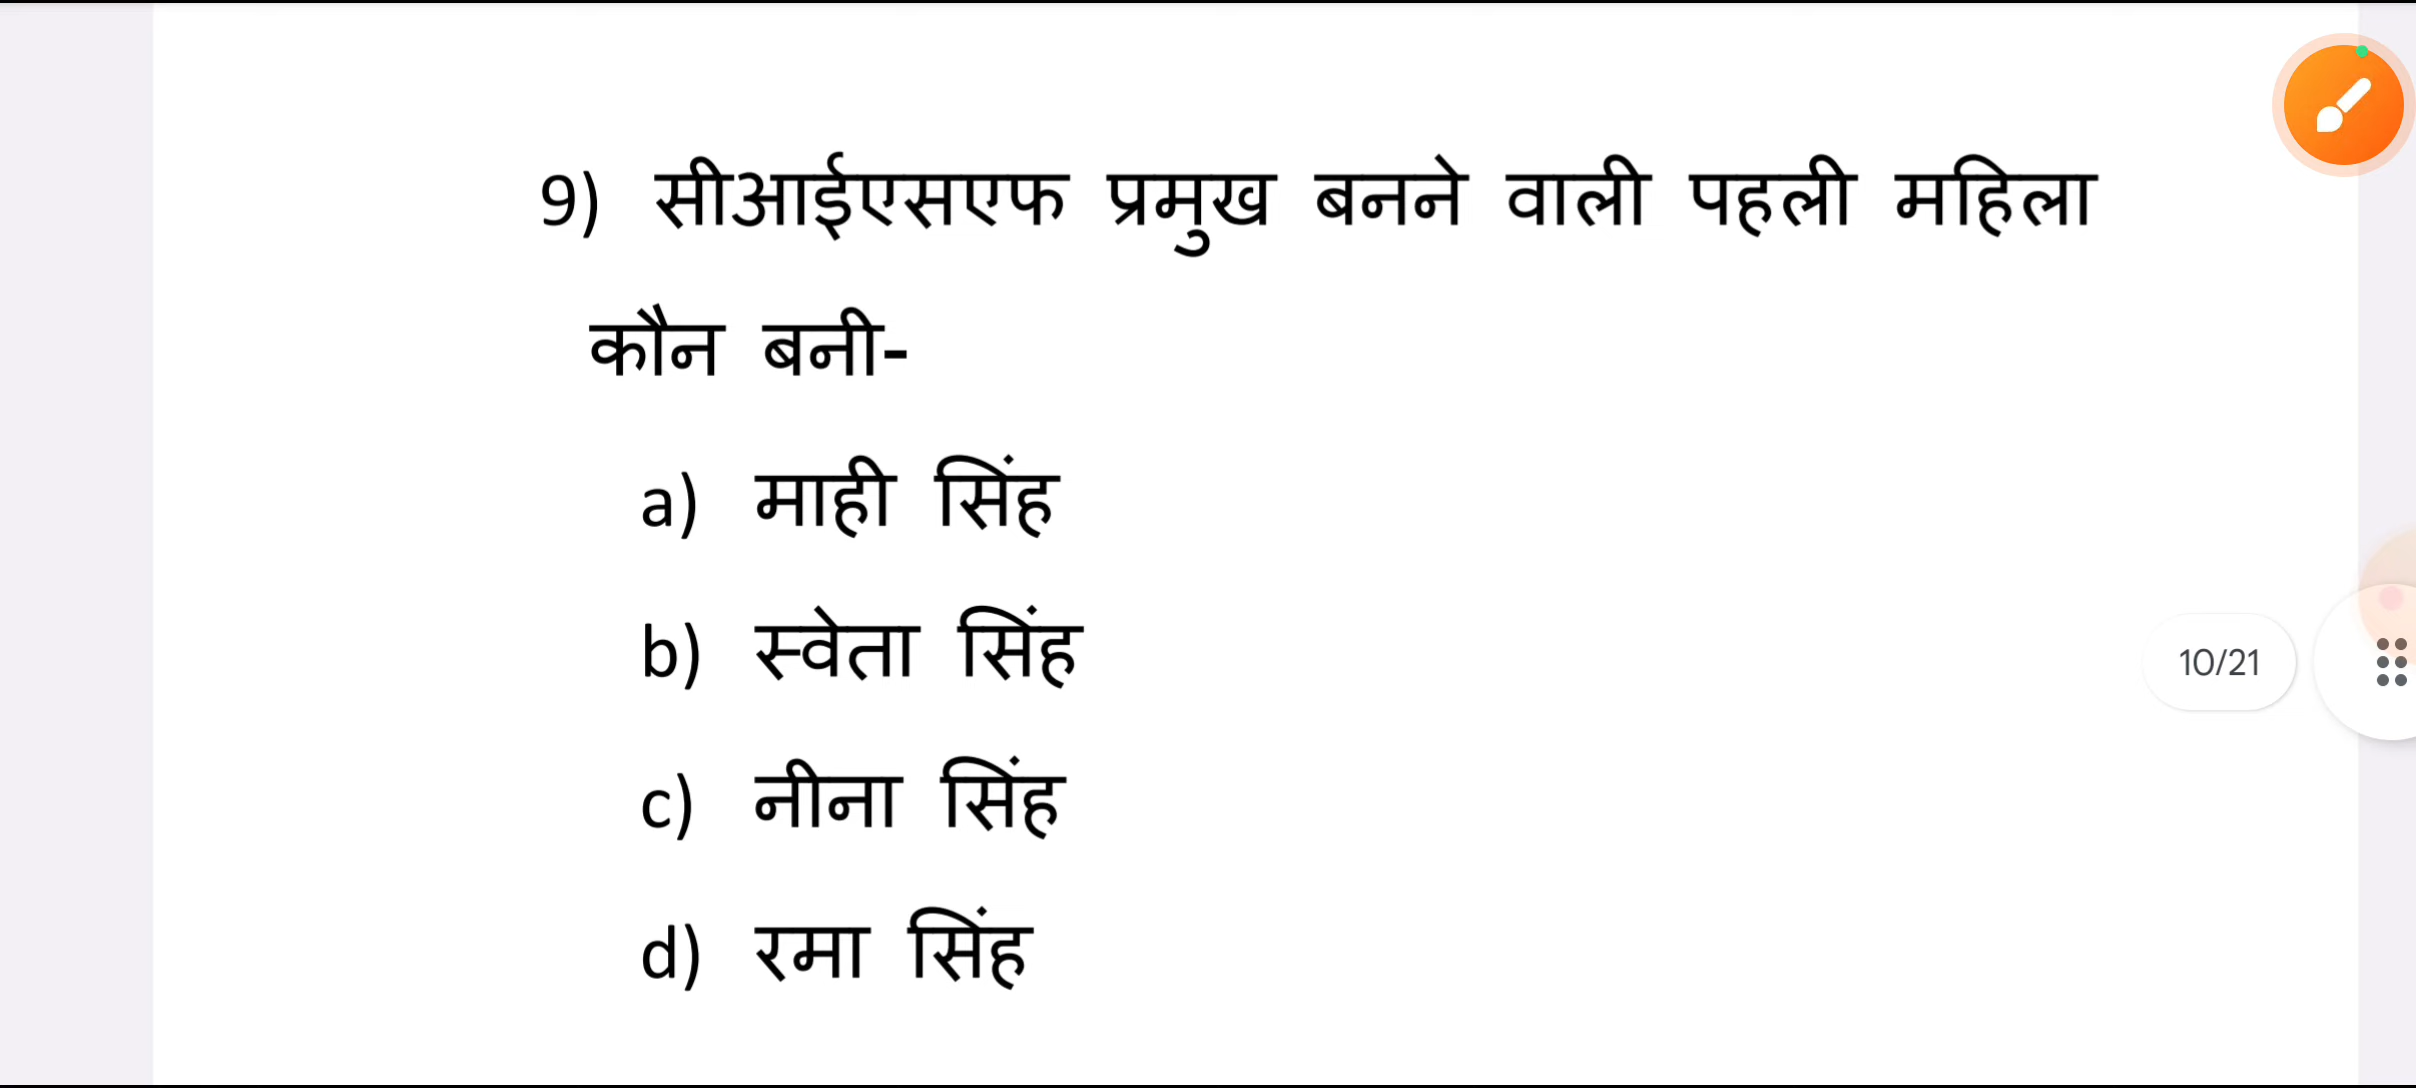 9) सीआईएसएफ प्रमुख बनने वाली पहली महिला
कौन बनी-
a) माही सिंह
b) स्वेता सिंह
c) नीना सिंह
d) रमा सिंह
10/21